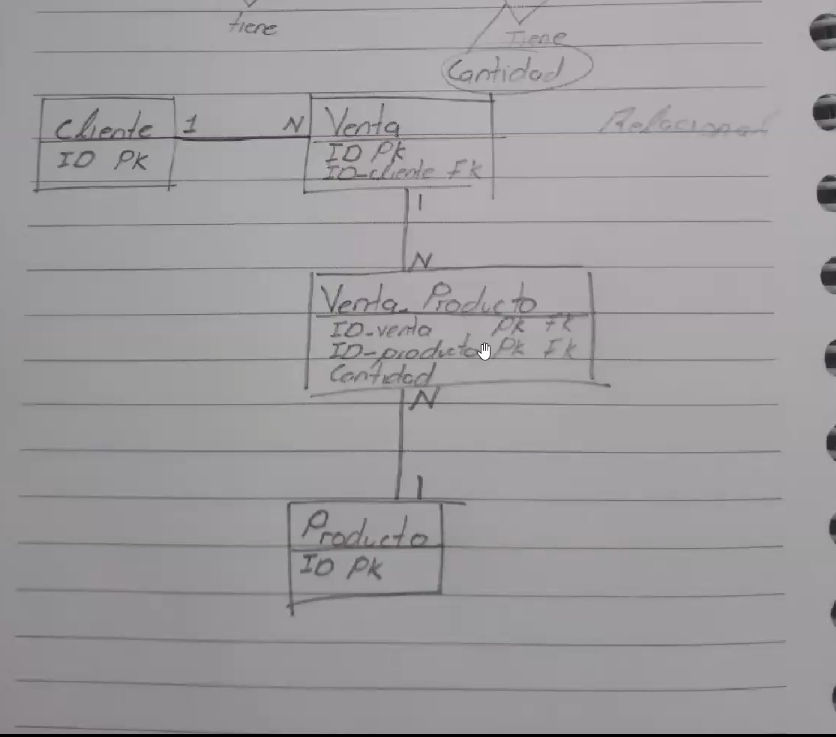 tiene
Tiene
Cantidad
Cliente 1 N Venta
Relacional
ID PK
ID PK
ID-cliente FK
1
N
Venta-Producto
ID-venta PK FK
ID-producto PK FK
Cantidad
N
1
Producto
ID PK